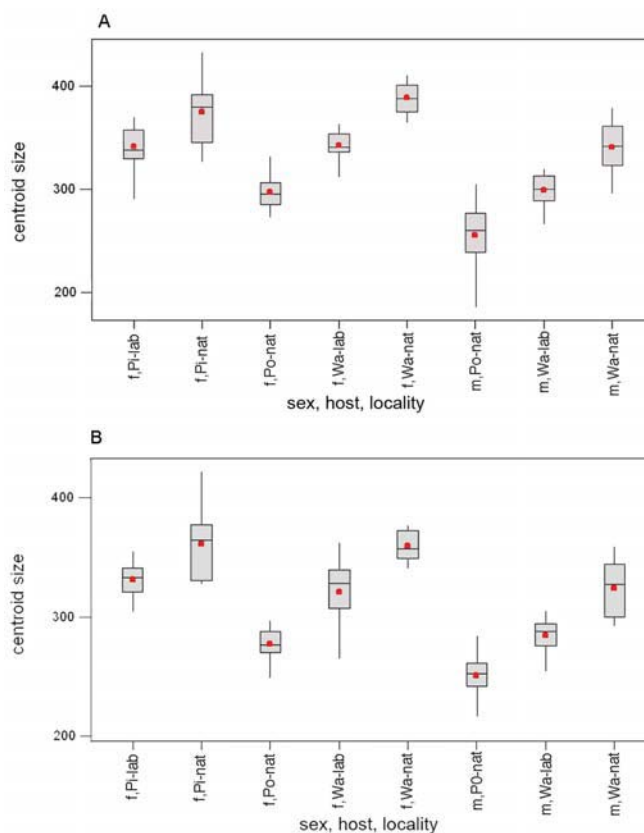 A
centroid size
400
300
200
f,Pi-lab
f,Pi-nat
f,Po-nat
f,Wa-lab
f,Wa-nat
m,Po-nat
m,Wa-lab
m,Wa-nat
sex, host, locality
B
centroid size
400
300
200
f,Pi-lab
f,Pi-nat
f,Po-nat
f,Wa-lab
f,Wa-nat
m,P0-nat
m,Wa-lab
m,Wa-nat
sex, host, locality